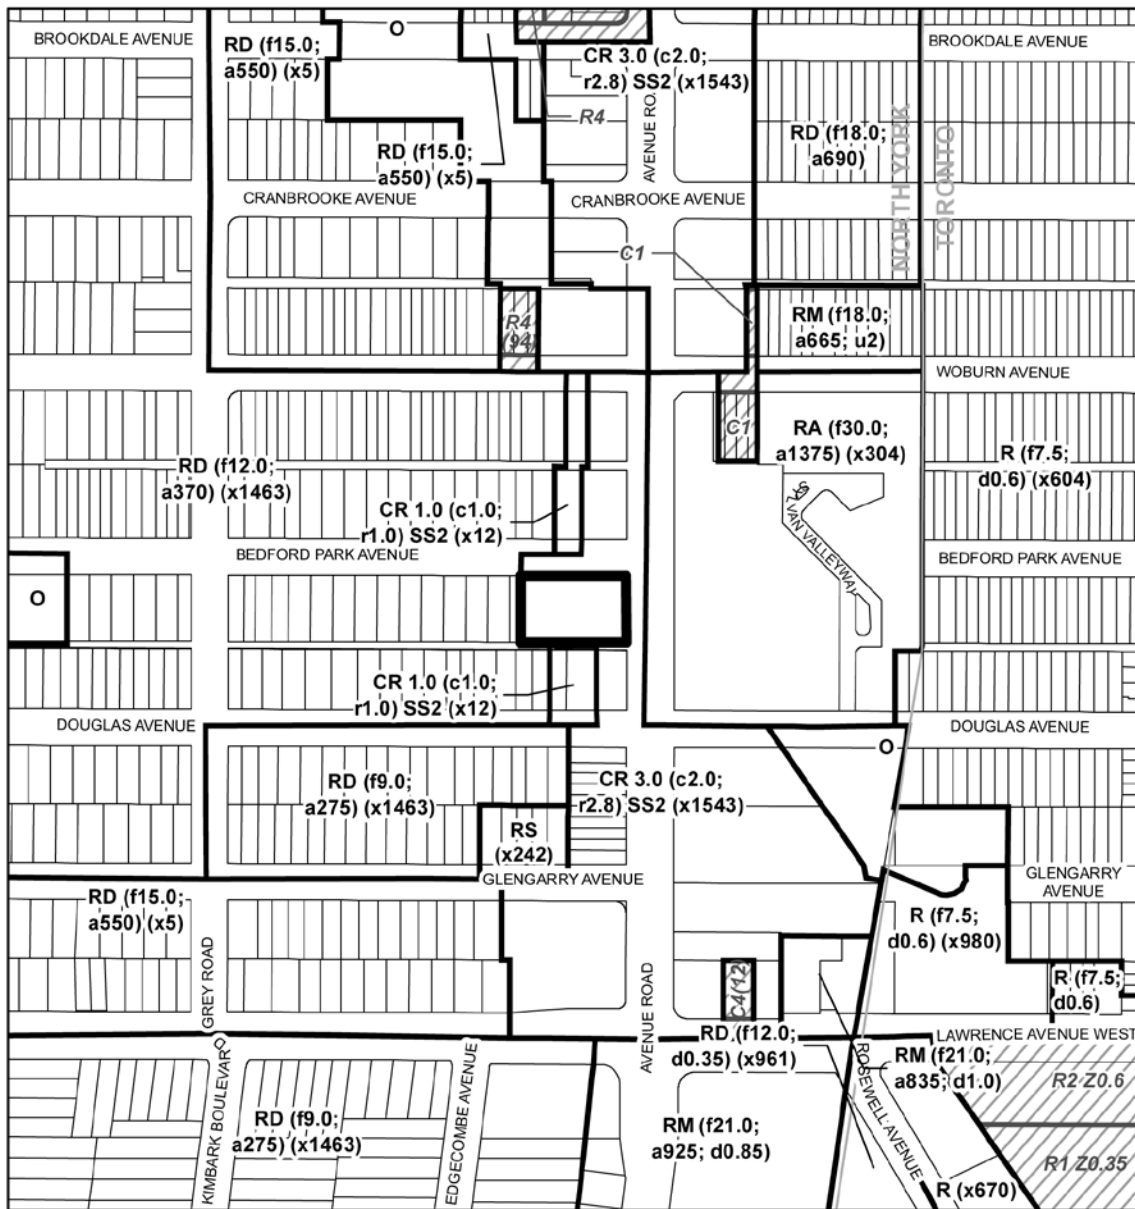 BROOKDALE AVENUE
RD (f15.0;
a550) (x5)
O
CR 3.0 (c2.0;
r2.8) SS2 (x1543)
BROOKDALE AVENUE
R4
AVENUE RO
RD (f18.0;
a690)
NORTH YORK
TORONTO
RD (f15.0;
a550) (x5)
CRANBROOKE AVENUE
CRANBROOKE AVENUE
C1
R4
(94)
RM (f18.0;
a665; u2)
WOBURN AVENUE
C1
RA (f30.0;
a1375) (x304)
R (f7.5;
d0.6) (x604)
RD (f12.0;
a370) (x1463)
CR 1.0 (c1.0;
r1.0) SS2 (x12)
VAN VALLEYWAY
BEDFORD PARK AVENUE
BEDFORD PARK AVENUE
O
CR 1.0 (c1.0;
r1.0) SS2 (x12)
DOUGLAS AVENUE
DOUGLAS AVENUE
O
RD (f9.0;
a275) (x1463)
CR 3.0 (c2.0;
r2.8) SS2 (x1543)
RS
(x242)
GLENGARRY AVENUE
GLENGARRY
AVENUE
RD (f15.0;
a550) (x5)
R (f7.5;
d0.6) (x980)
GREY ROAD
AVENUE ROAD
C4(12)
R (f7.5;
d0.6)
RD (f12.0;
d0.35) (x961)
LAWRENCE AVENUE WEST
RM (f21.0;
a835; d1.0)
R2 Z0.6
KIMBARK BOULEVARD
EDGECOMBE AVENUE
ROSEWELL AVENUE
RD (f9.0;
a275) (x1463)
RM (f21.0;
a925; d0.85)
R1 Z0.35
R (x670)